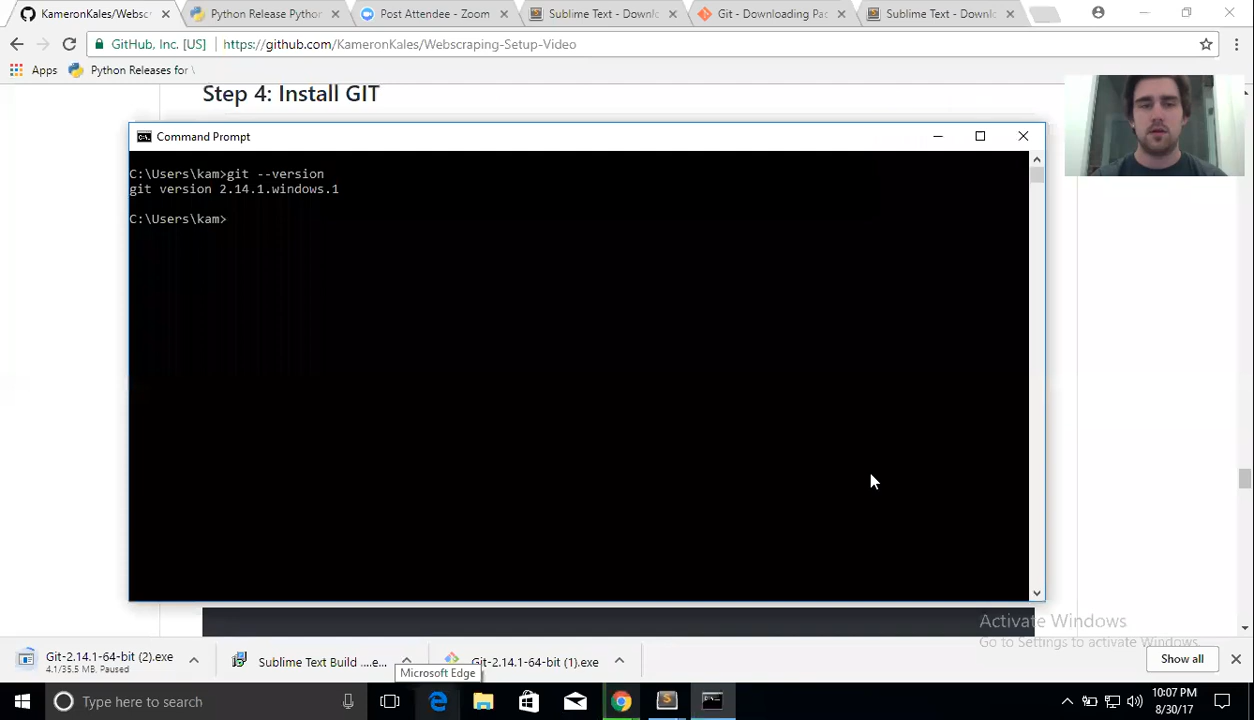 KameronKales/Websc
Python Release Python
Post Attendee - Zoom
Sublime Text - Downl
Git - Downloading Pa
Sublime Text - Downl
GitHub, Inc. [US]
https://github.com/KameronKales/Webscraping-Setup-Video
Apps
Python Releases for \
Step 4: Install GIT
Command Prompt
C:\Users\kam>git --version
git version 2.14.1.windows.1
C:\Users\kam>
Activate Windows
Go to Settings to activate Windows.
Git-2.14.1-64-bit (2).exe
4.1/35.5 MB, Paused
Sublime Text Build ....e...
Git-2.14.1-64-bit (1).exe
Show all
Microsoft Edge
Type here to search
10:07 PM
8/30/17